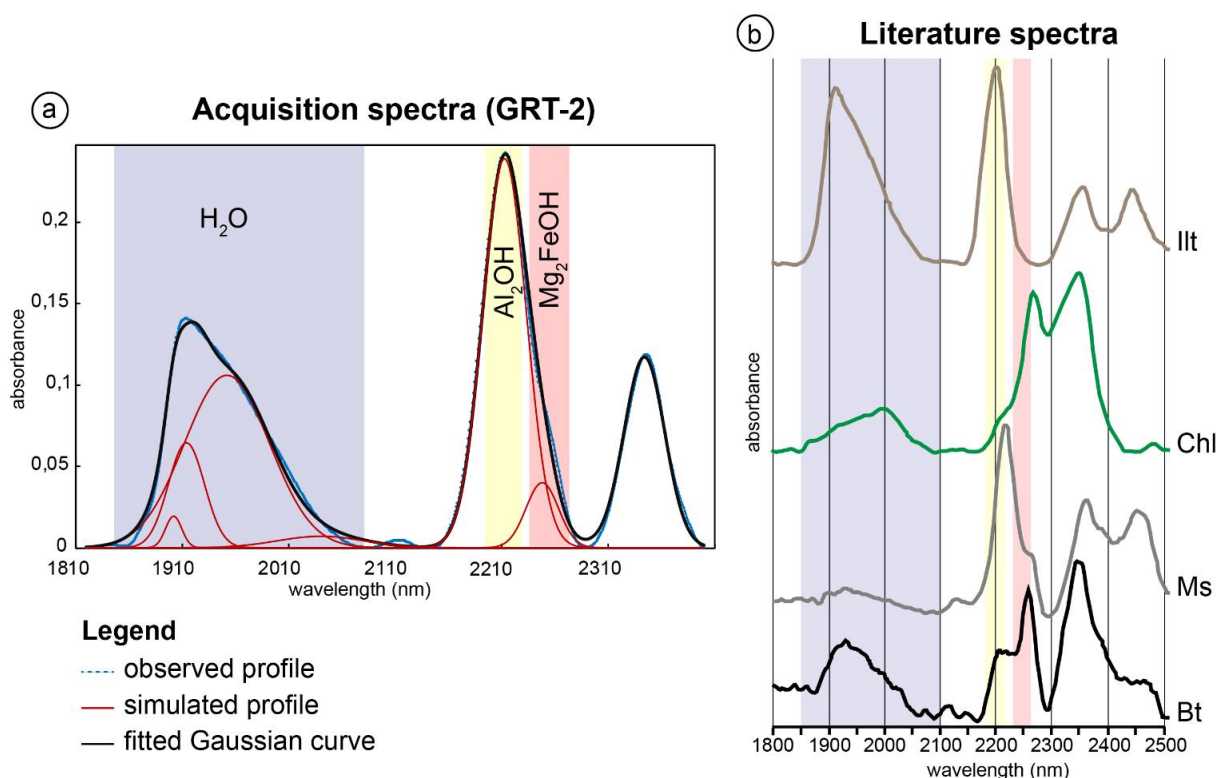 a
Acquisition spectra (GRT-2)
absorbance
0,2
0,15
0,1
0,05
0
H₂O
Al₂OH
Mg₂FeOH
1810 1910 2010 2110 2210 2310
wavelength (nm)
Legend
observed profile
simulated profile
fitted Gaussian curve
b
Literature spectra
absorbance
Ilt
Chl
Ms
Bt
1800 1900 2000 2100 2200 2300 2400 2500
wavelength (nm)